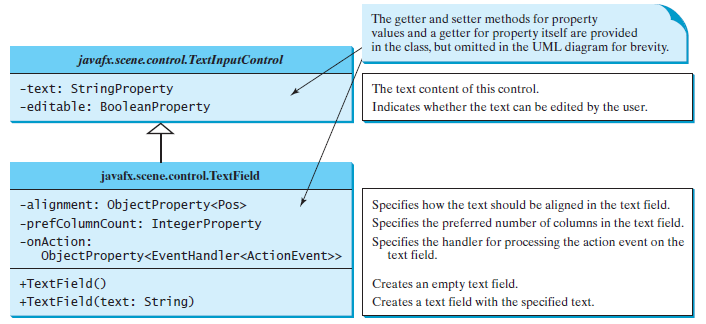 The getter and setter methods for property
values and a getter for property itself are provided
in the class, but omitted in the UML diagram for brevity.
javafx.scene.control.TextInputControl
-text: StringProperty
-editable: BooleanProperty
The text content of this control.
Indicates whether the text can be edited by the user.
javafx.scene.control.TextField
-alignment: ObjectProperty<Pos>
-prefColumnCount: IntegerProperty
-onAction:
ObjectProperty<EventHandler<ActionEvent>>
Specifies how the text should be aligned in the text field.
Specifies the preferred number of columns in the text field.
Specifies the handler for processing the action event on the
text field.
+TextField()
+TextField(text: String)
Creates an empty text field.
Creates a text field with the specified text.